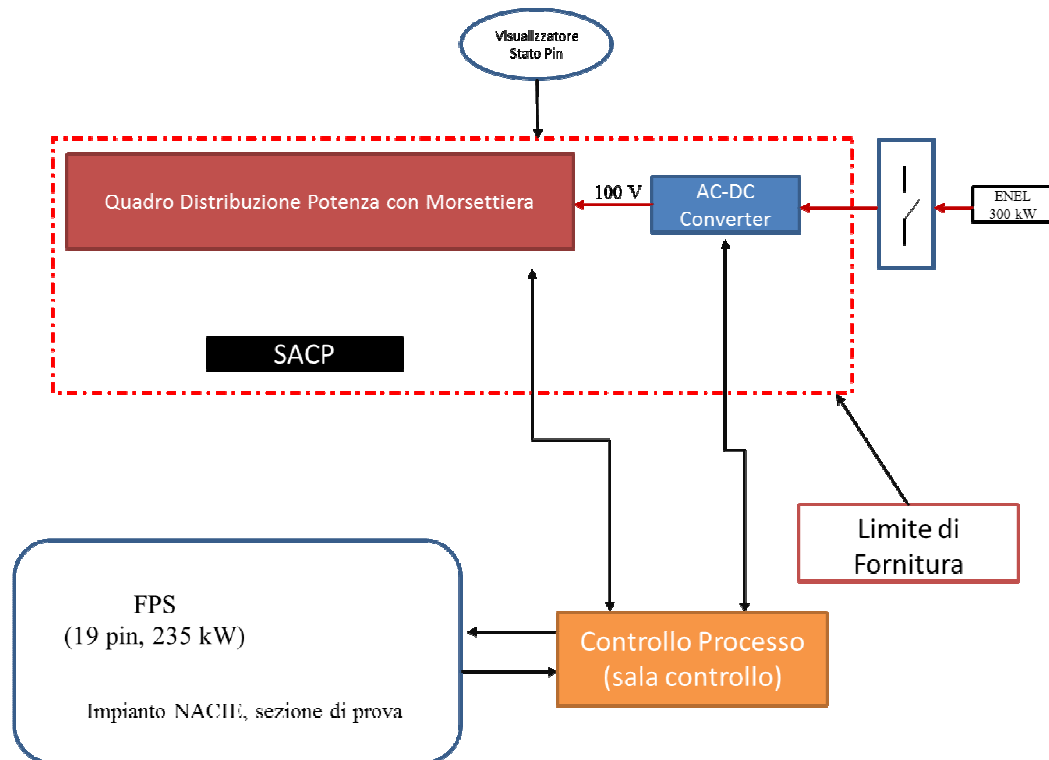 Visualizzatore
Stato Pin
Quadro Distribuzione Potenza con Morsettiera
100 V
AC-DC
Converter
ENEL
300 kW
SACP
Limite di
Fornitura
FPS
(19 pin, 235 kW)
Impianto NACIE, sezione di prova
Controllo Processo
(sala controllo)